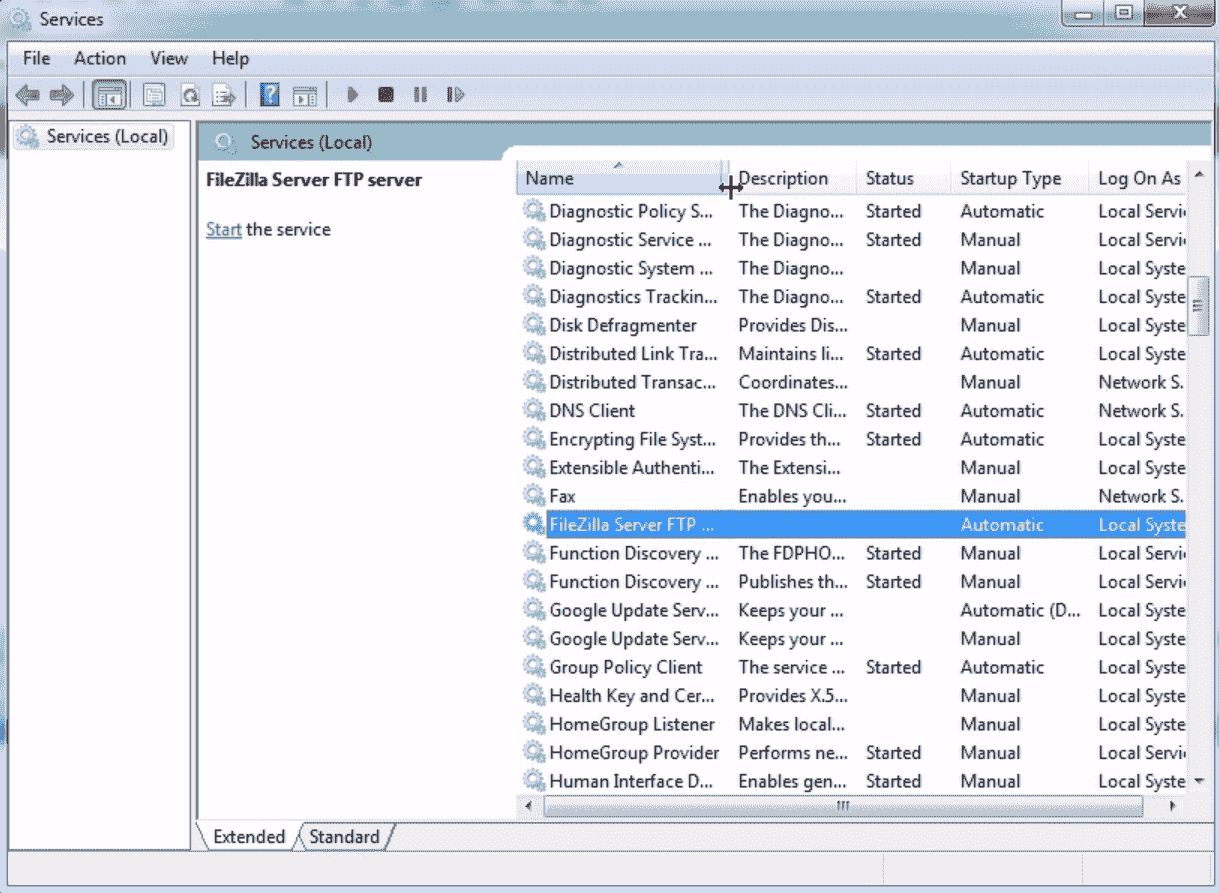 Services
File Action View Help
Services (Local)
Services (Local)
FileZilla Server FTP server
Start the service
Name Description Status Startup Type Log On As
Diagnostic Policy S... The Diagno... Started Automatic Local Servi
Diagnostic Service ... The Diagno... Started Manual Local Servi
Diagnostic System ... The Diagno... Manual Local Syste
Diagnostics Trackin... The Diagno... Started Automatic Local Syste
Disk Defragmenter Provides Dis... Manual Local Syste
Distributed Link Tra... Maintains li... Started Automatic Local Syste
Distributed Transac... Coordinates... Manual Network S.
DNS Client The DNS Cli... Started Automatic Network S.
Encrypting File Syst... Provides th... Started Automatic Local Syste
Extensible Authenti... The Extensi... Manual Local Syste
Fax Enables you... Manual Network S.
FileZilla Server FTP ... Automatic Local Syste
Function Discovery ... The FDPHO... Started Manual Local Servi
Function Discovery ... Publishes th... Started Manual Local Servi
Google Update Serv... Keeps your ... Automatic (D... Local Syste
Google Update Serv... Keeps your ... Manual Local Syste
Group Policy Client The service ... Started Automatic Local Syste
Health Key and Cer... Provides X.5... Manual Local Syste
HomeGroup Listener Makes local... Manual Local Syste
HomeGroup Provider Performs ne... Started Manual Local Servi
Human Interface D... Enables gen... Started Manual Local Syste
Extended Standard